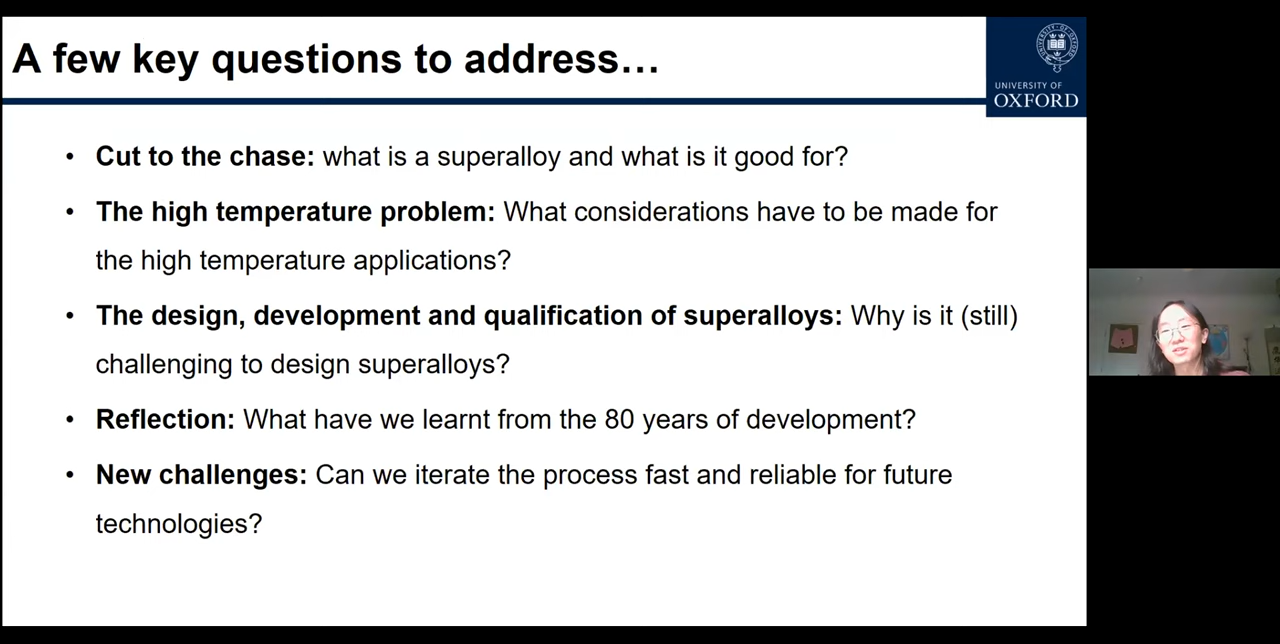 A few key questions to address…
UNIVERSITY OF
OXFORD
• Cut to the chase: what is a superalloy and what is it good for?
• The high temperature problem: What considerations have to be made for
the high temperature applications?
• The design, development and qualification of superalloys: Why is it (still)
challenging to design superalloys?
• Reflection: What have we learnt from the 80 years of development?
• New challenges: Can we iterate the process fast and reliable for future
technologies?